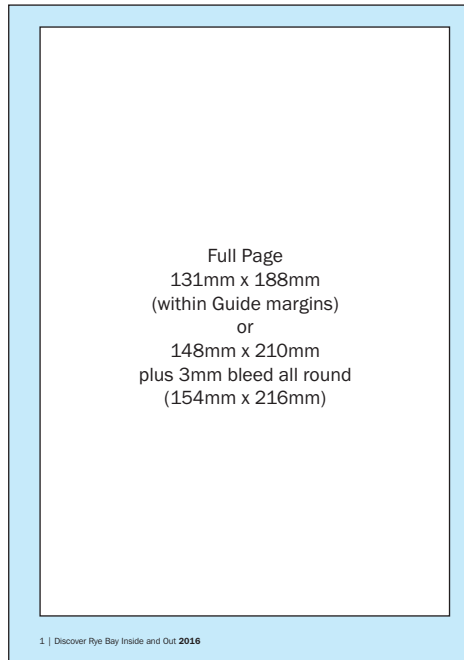 Full Page
131mm x 188mm
(within Guide margins)
or
148mm x 210mm
plus 3mm bleed all round
(154mm x 216mm)
1 | Discover Rye Bay Inside and Out 2016